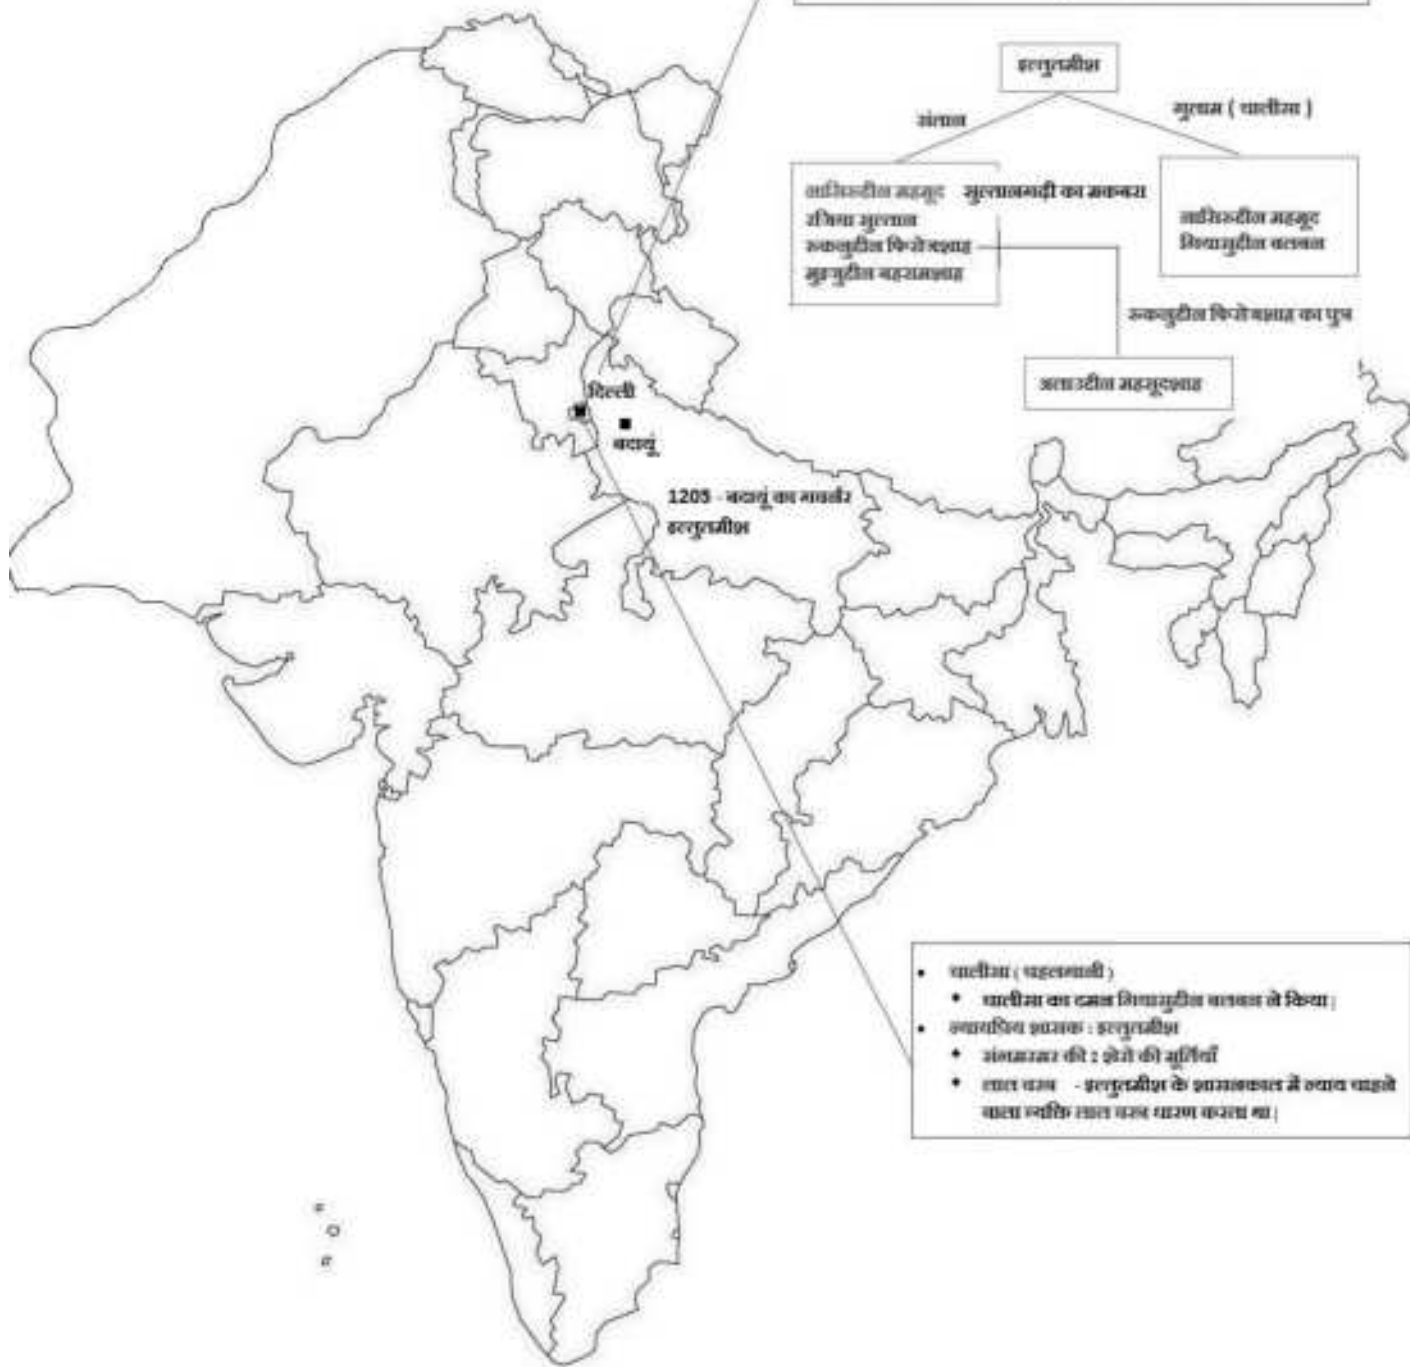 इल्तुतमीश
संतान
गुलाम ( चालीसा )
नासिरुदीन महमूद सुल्तानगढ़ी का मकबरा
रजिया सुल्तान
रुकनुदीन फिरोजशाह
मुइजुदीन बहरामशाह
नासिरुदीन महमूद
गियासुदीन बलबन
रुकनुदीन फिरोजशाह का पुत्र
अलाउदीन महसूदशाह
दिल्ली
बदायूं
1205 - बदायूं का गवर्नर
इल्तुतमीश
• चालीसा ( चहलगानी )
◆ चालीसा का दमन गियासुदीन बलबन ने किया |
• न्यायप्रिय शासक : इल्तुतमीश
◆ संगमरमर की 2 शेरो की मूर्तियाँ
◆ लाल वस्त्र - इल्तुतमीश के शासनकाल में न्याय चाहने
वाला व्यक्ति लाल वस्त्र धारण करता था |